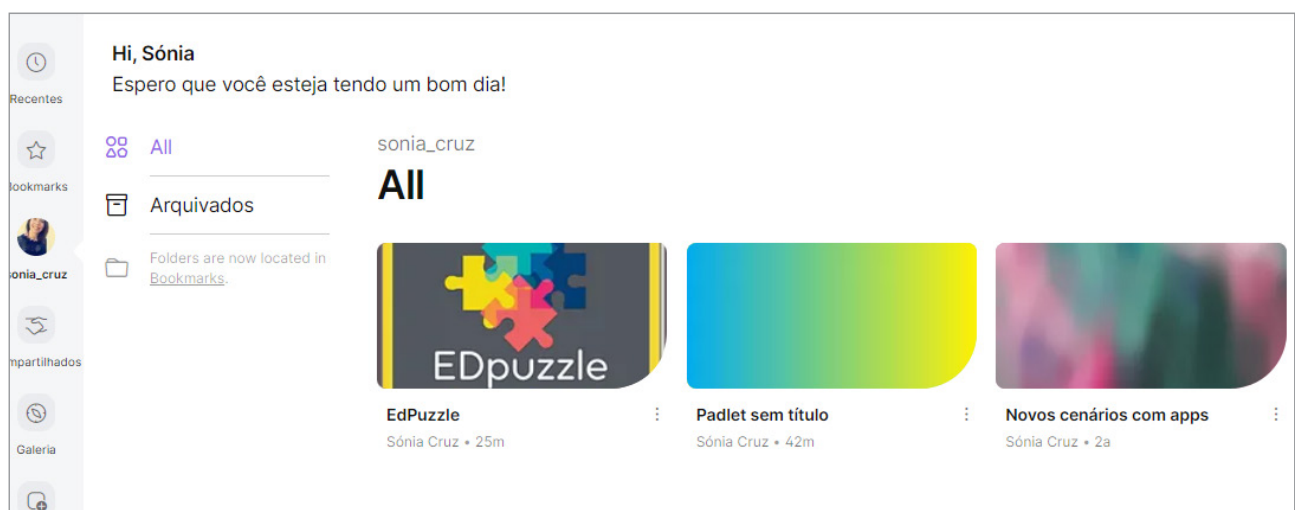 Hi, Sónia
Espero que você esteja tendo um bom dia!
Recentes
ookmarks
sonia_cruz
mpartilhados
Galeria
All
Arquivados
Folders are now located in
Bookmarks.
sonia_cruz
All
EDpuzzle
EdPuzzle
Sónia Cruz • 25m
Padlet sem título
Sónia Cruz • 42m
Novos cenários com apps
Sónia Cruz • 2a